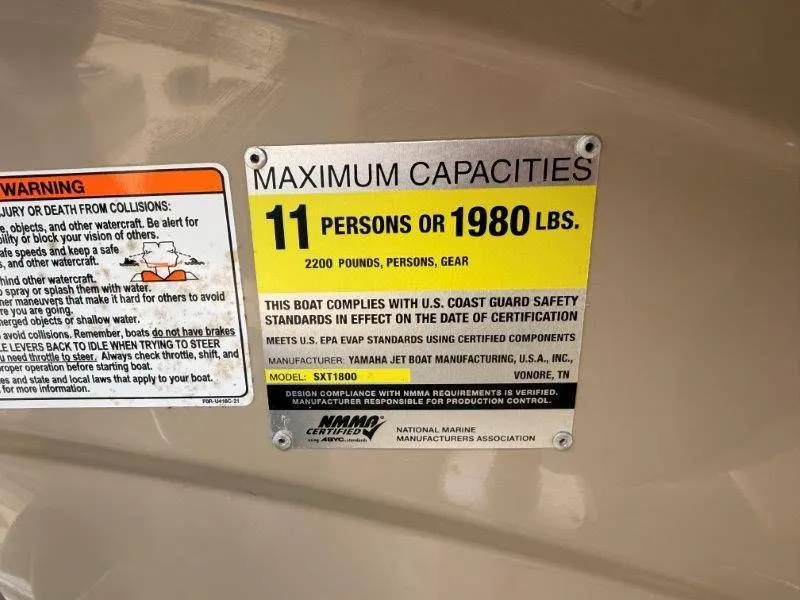 WARNING
JURY OR DEATH FROM COLLISIONS:
objects, and other watercraft. Be alert for
bility or block your vision of others.
afe speeds and keep a safe
s, and other watercraft.
hind other watercraft.
spray or splash them with water.
her maneuvers that make it hard for others to avoid
re you are going.
merged objects or shallow water.
avoid collisions. Remember, boats do not have brakes
LE LEVERS BACK TO IDLE WHEN TRYING TO STEER
u need throttle to steer. Always check throttle, shift, and
roper operation before starting boat.
es and state and local laws that apply to your boat.
for more information.
F0R-U416C-21
MAXIMUM CAPACITIES
11 PERSONS OR 1980 LBS.
2200 POUNDS, PERSONS, GEAR
THIS BOAT COMPLIES WITH U.S. COAST GUARD SAFETY
STANDARDS IN EFFECT ON THE DATE OF CERTIFICATION
MEETS U.S. EPA EVAP STANDARDS USING CERTIFIED COMPONENTS
MANUFACTURER: YAMAHA JET BOAT MANUFACTURING, U.S.A., INC.,
MODEL: SXT1800 VONORE, TN
DESIGN COMPLIANCE WITH NMMA REQUIREMENTS IS VERIFIED.
MANUFACTURER RESPONSIBLE FOR PRODUCTION CONTROL.
NMMA
CERTIFIED
using ABYC standards
NATIONAL MARINE
MANUFACTURERS ASSOCIATION